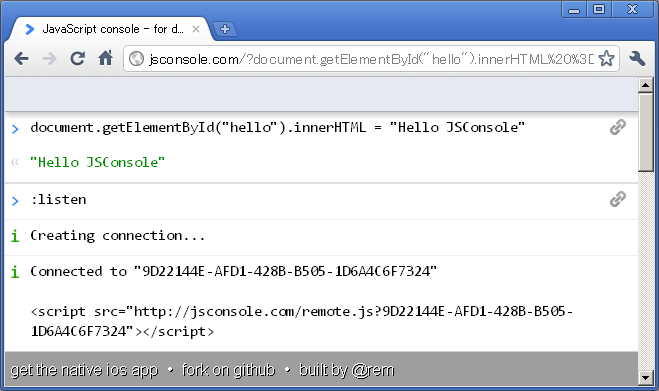 JavaScript console - for d...
jsconsole.com/?document.getElementById("hello").innerHTML%20%3D
> document.getElementById("hello").innerHTML = "Hello JSConsole"
« "Hello JSConsole"
> :listen
i Creating connection...
i Connected to "9D22144E-AFD1-428B-B505-1D6A4C6F7324"
<script src="http://jsconsole.com/remote.js?9D22144E-AFD1-428B-B505-
1D6A4C6F7324"></script>
get the native ios app • fork on github • built by @rem